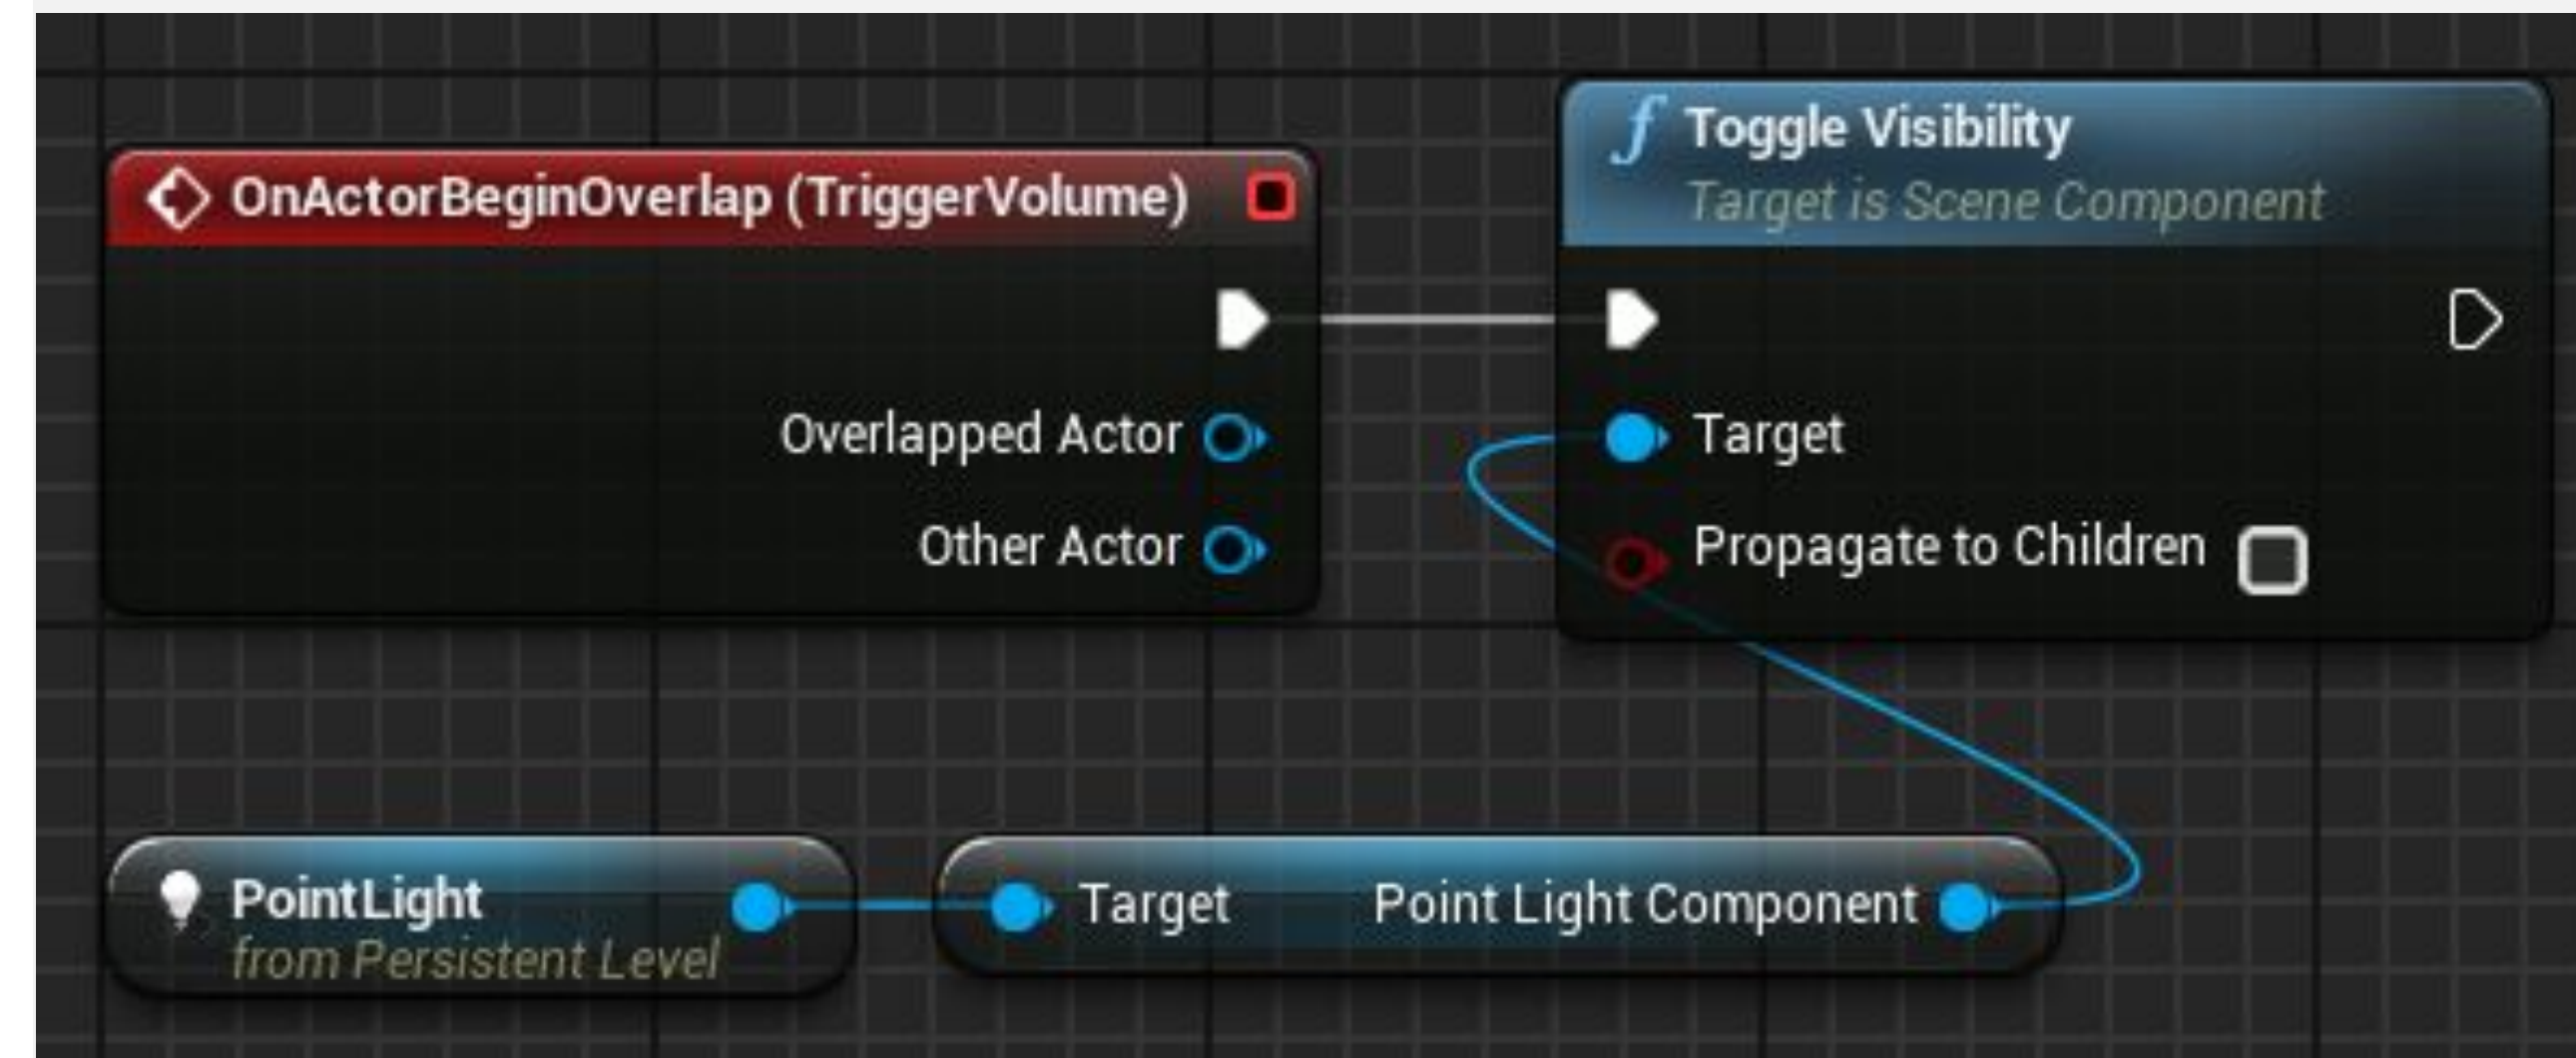 OnActorBeginOverlap (TriggerVolume)
Overlapped Actor
Other Actor
Toggle Visibility
Target is Scene Component
Target
Propagate to Children
PointLight
from Persistent Level
Target
Point Light Component